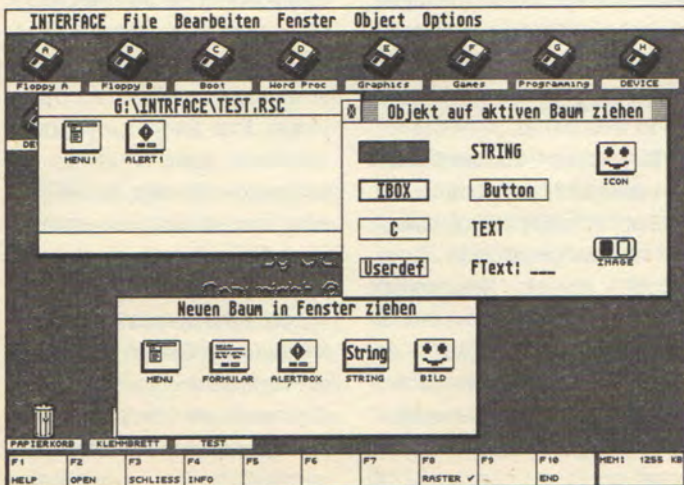 INTERFACE File Bearbeiten Fenster Object Options
A B C D E F G H
Floppy A Floppy B Boot Word Proc Graphics Games Programming DEVICE
G:\INTRFACE\TEST.RSC
MENU1 ALERT1
Objekt auf aktiven Baum ziehen
STRING
ICON
IBOX Button
C TEXT
IMAGE
Userdef FText: ___
Copyright ©
Neuen Baum in Fenster ziehen
String
MENU FORMULAR ALERTBOX STRING BILD
PAPIERKORB KLEMMBRETT TEST
F1 F2 F3 F4 F5 F6 F7 F8 F9 F10 MEM: 1255 KB
HELP OPEN SCHLIESS INFO RASTER ✓ END